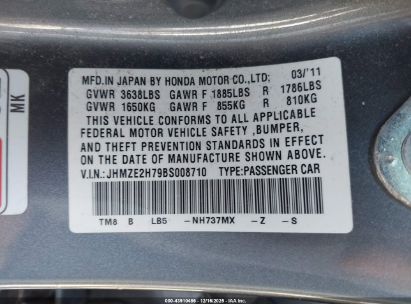 MFD. IN JAPAN BY HONDA MOTOR CO.,LTD; 03/'11
GVWR 3638LBS GAWR F 1885LBS R 1786LBS
GVWR 1650KG GAWR F 855KG R 810KG
THIS VEHICLE CONFORMS TO ALL APPLICABLE
FEDERAL MOTOR VEHICLE SAFETY ,BUMPER,
AND THEFT PREVENTION STANDARDS IN EFFECT
ON THE DATE OF MANUFACTURE SHOWN ABOVE.
V.I.N.: JHMZE2H79BS008710 TYPE:PASSENGER CAR
TM8 B LBS -NH737MX -Z -S
MK